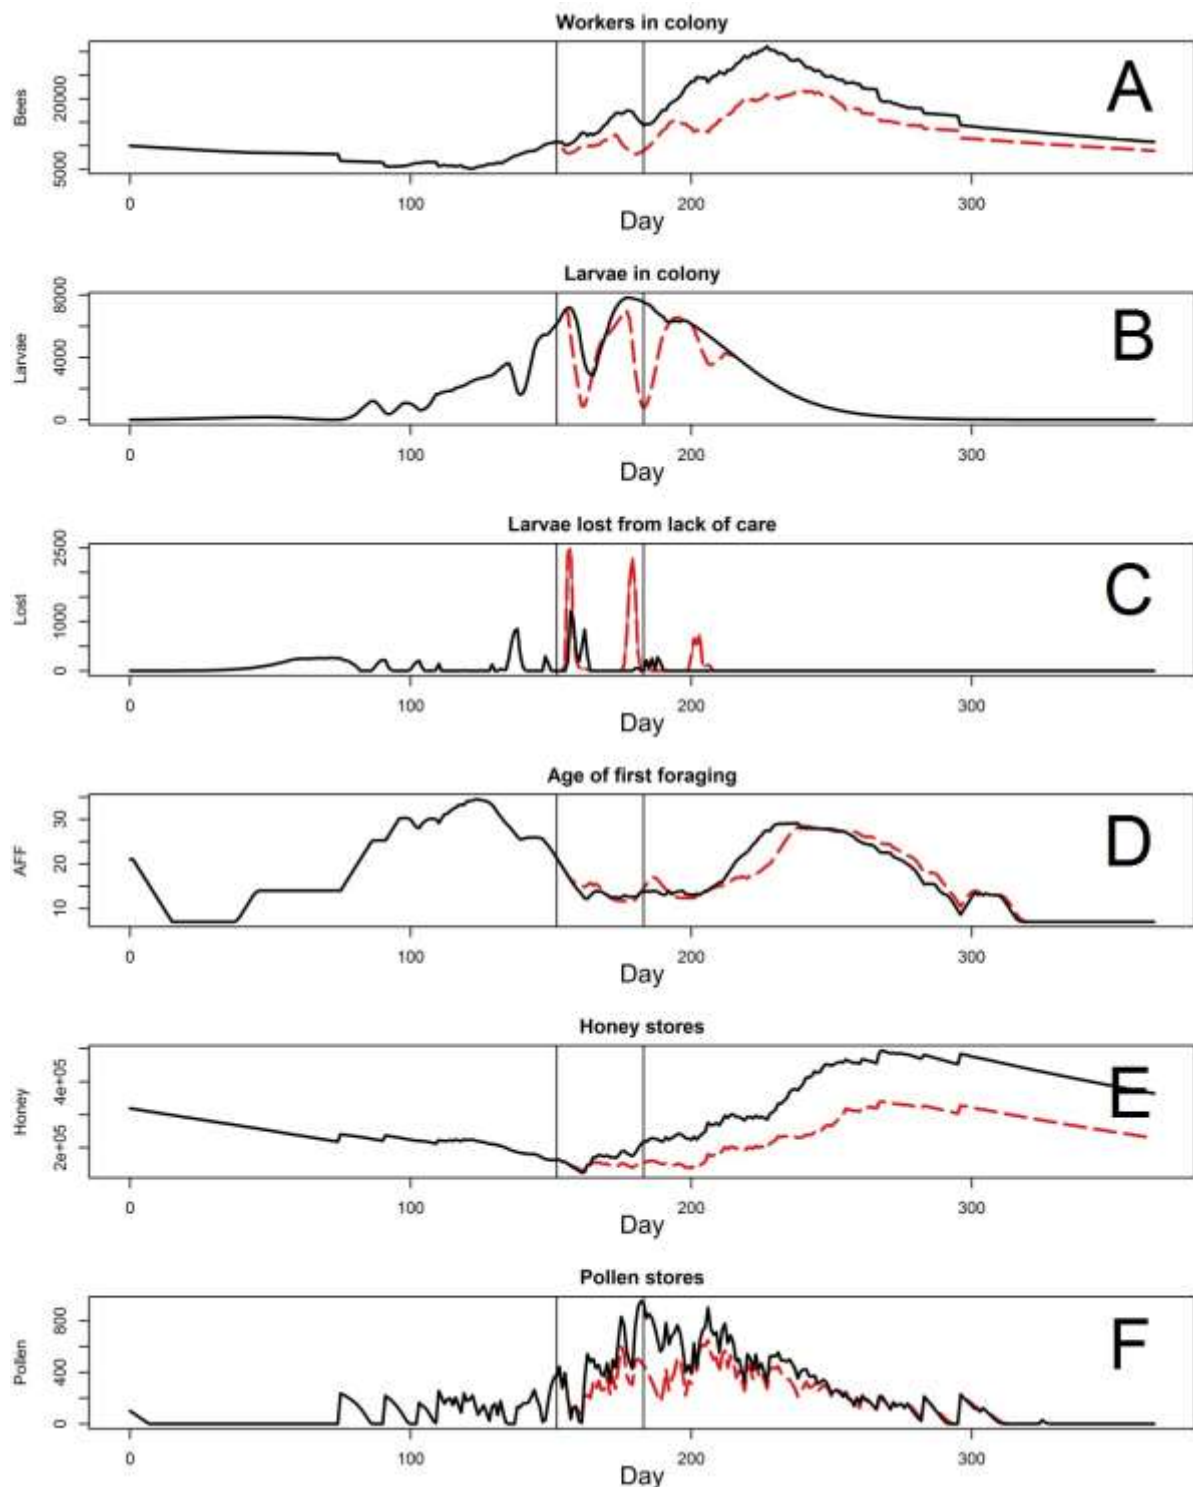 Workers in colony
A
Bees
20000
5000
0 100 200 300
Day
Larvae in colony
B
Larvae
8000
4000
0
0 100 200 300
Day
Larvae lost from lack of care
C
Lost
2500
1000
0
0 100 200 300
Day
Age of first foraging
D
AFF
30
20
10
0 100 200 300
Day
Honey stores
E
Honey
4e+05
2e+05
0 100 200 300
Day
Pollen stores
F
Pollen
800
400
0
0 100 200 300
Day